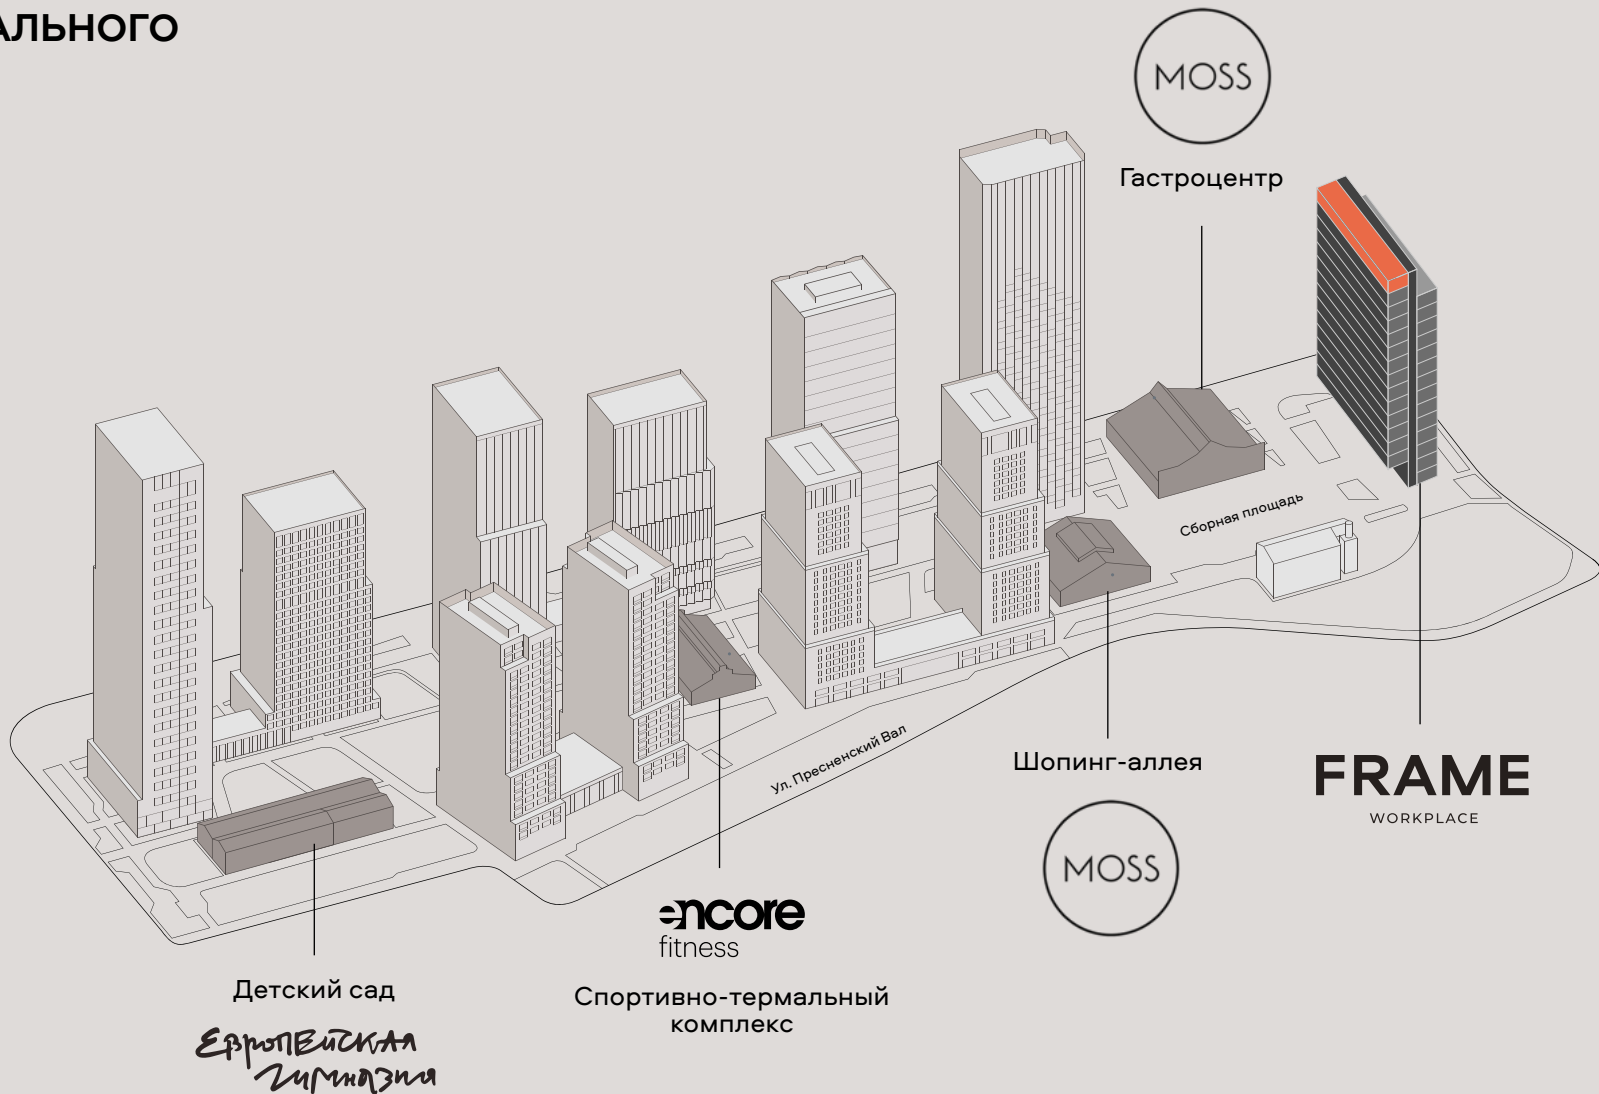 АЛЬНОГО
MOSS
Гастроцентр
Сборная площадь
Ул. Пресненский Вал
Шопинг-аллея
MOSS
FRAME
WORKPLACE
encore
fitness
Спортивно-термальный
комплекс
Детский сад
ЕвропЕйскАя
гимназия